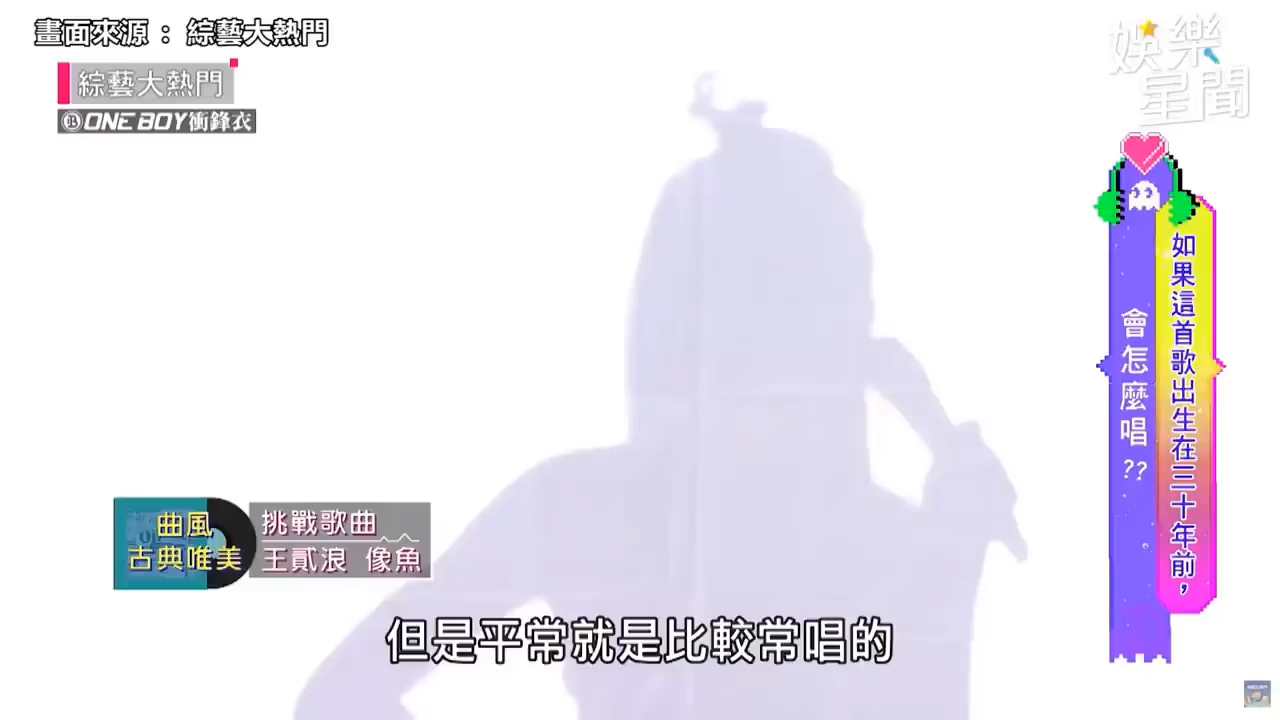 畫面來源： 綜藝大熱門
綜藝大熱門
ONE BOY衝鋒衣
娛樂
星聞
如果這首歌出生在三十年前，
會怎麼唱??
曲風
古典唯美
挑戰歌曲
王貳浪 像魚
但是平常就是比較常唱的